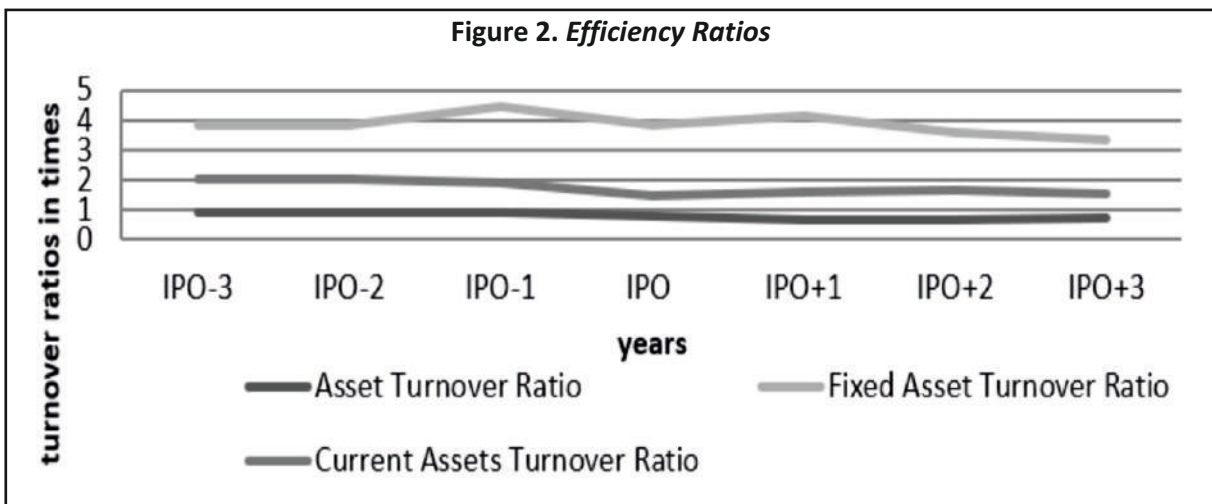 Figure 2. Efficiency Ratios
turnover ratios in times
5
4
3
2
1
0
IPO-3 IPO-2 IPO-1 IPO IPO+1 IPO+2 IPO+3
years
Asset Turnover Ratio Fixed Asset Turnover Ratio
Current Assets Turnover Ratio